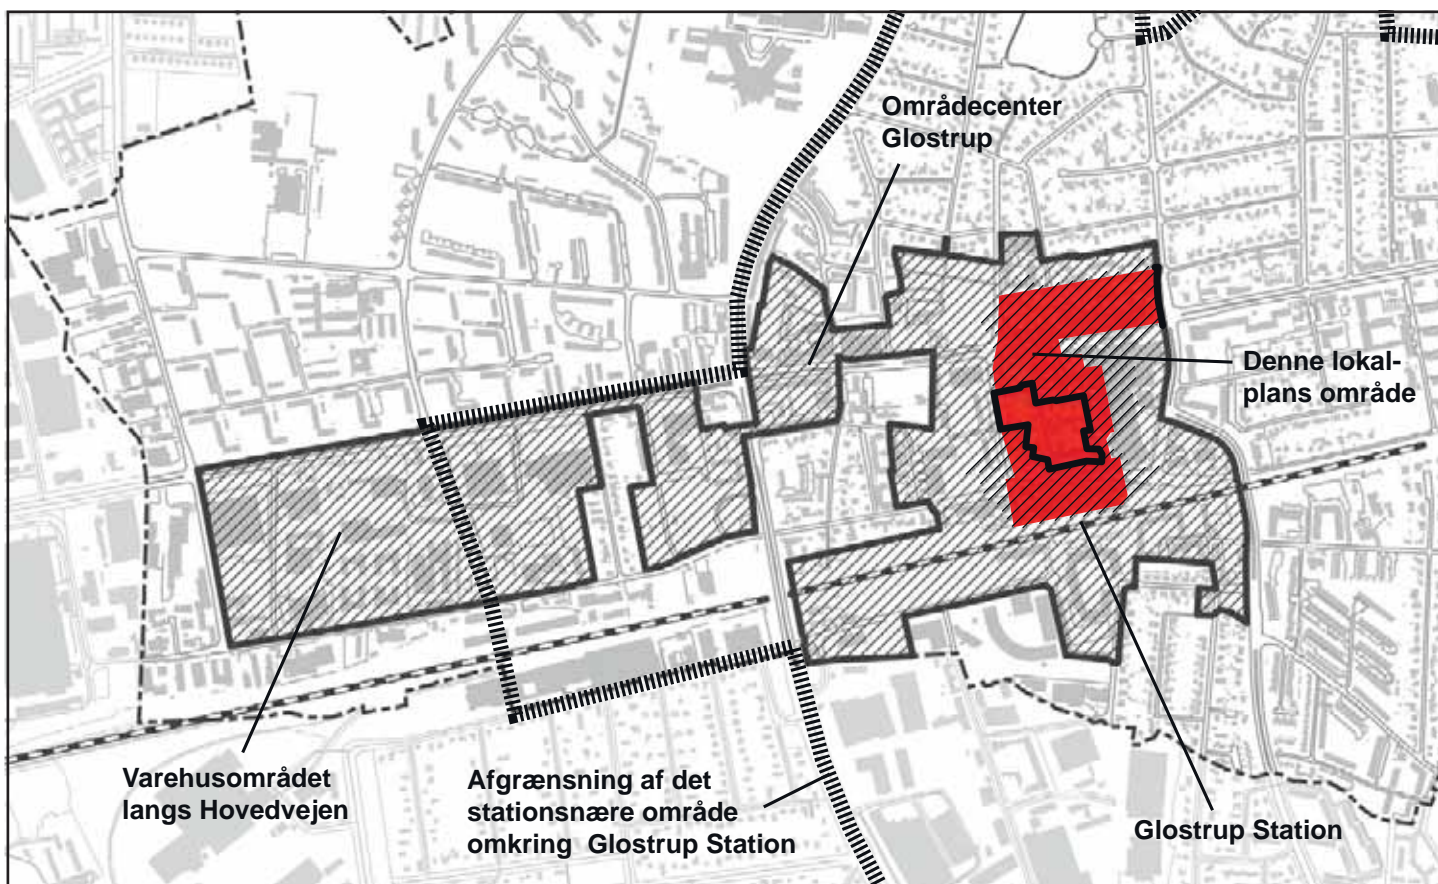 Områdecenter
Glostrup
Denne lokal-
plans område
Varehusområdet
langs Hovedvejen
Afgrænsning af det
stationsnære område
omkring Glostrup Station
Glostrup Station